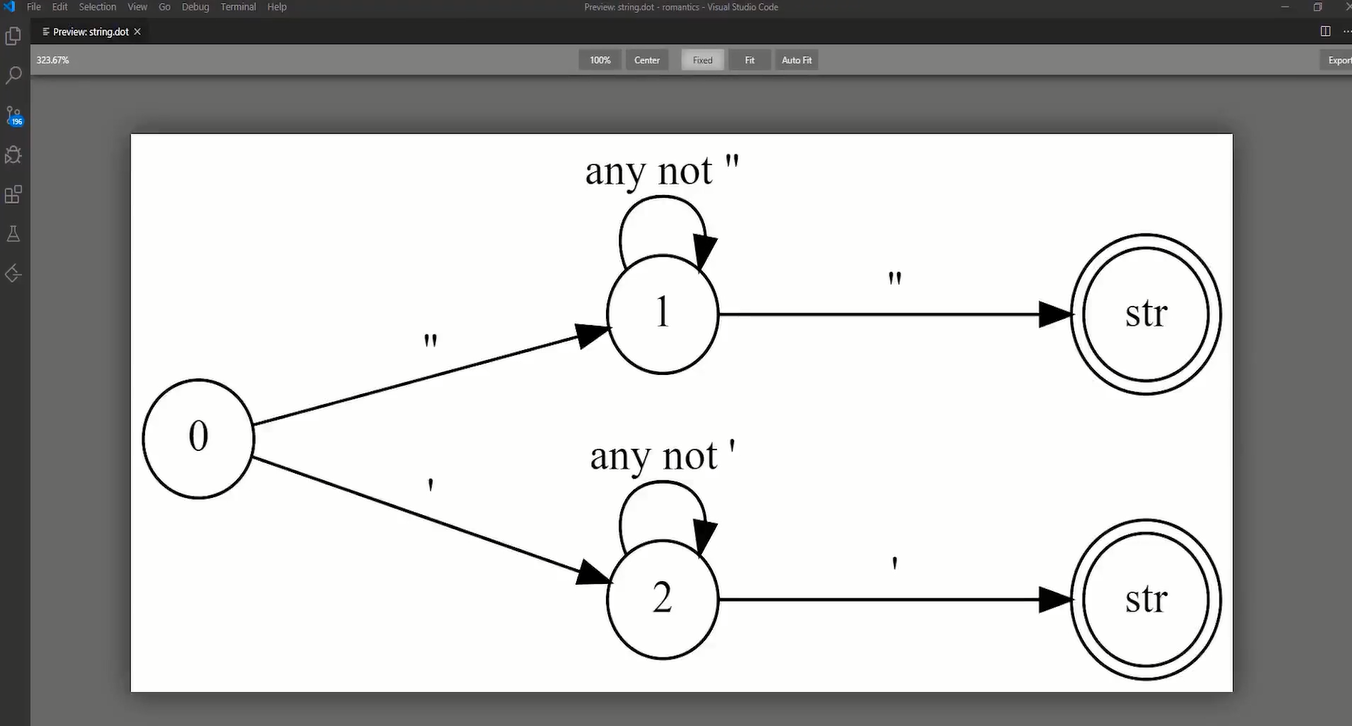 File Edit Selection View Go Debug Terminal Help
Preview: string.dot - romantics - Visual Studio Code
Preview: string.dot
323.67%
100% Center Fixed Fit Auto Fit
Export
196
any not "
1
"
str
"
0
'
any not '
2
'
str